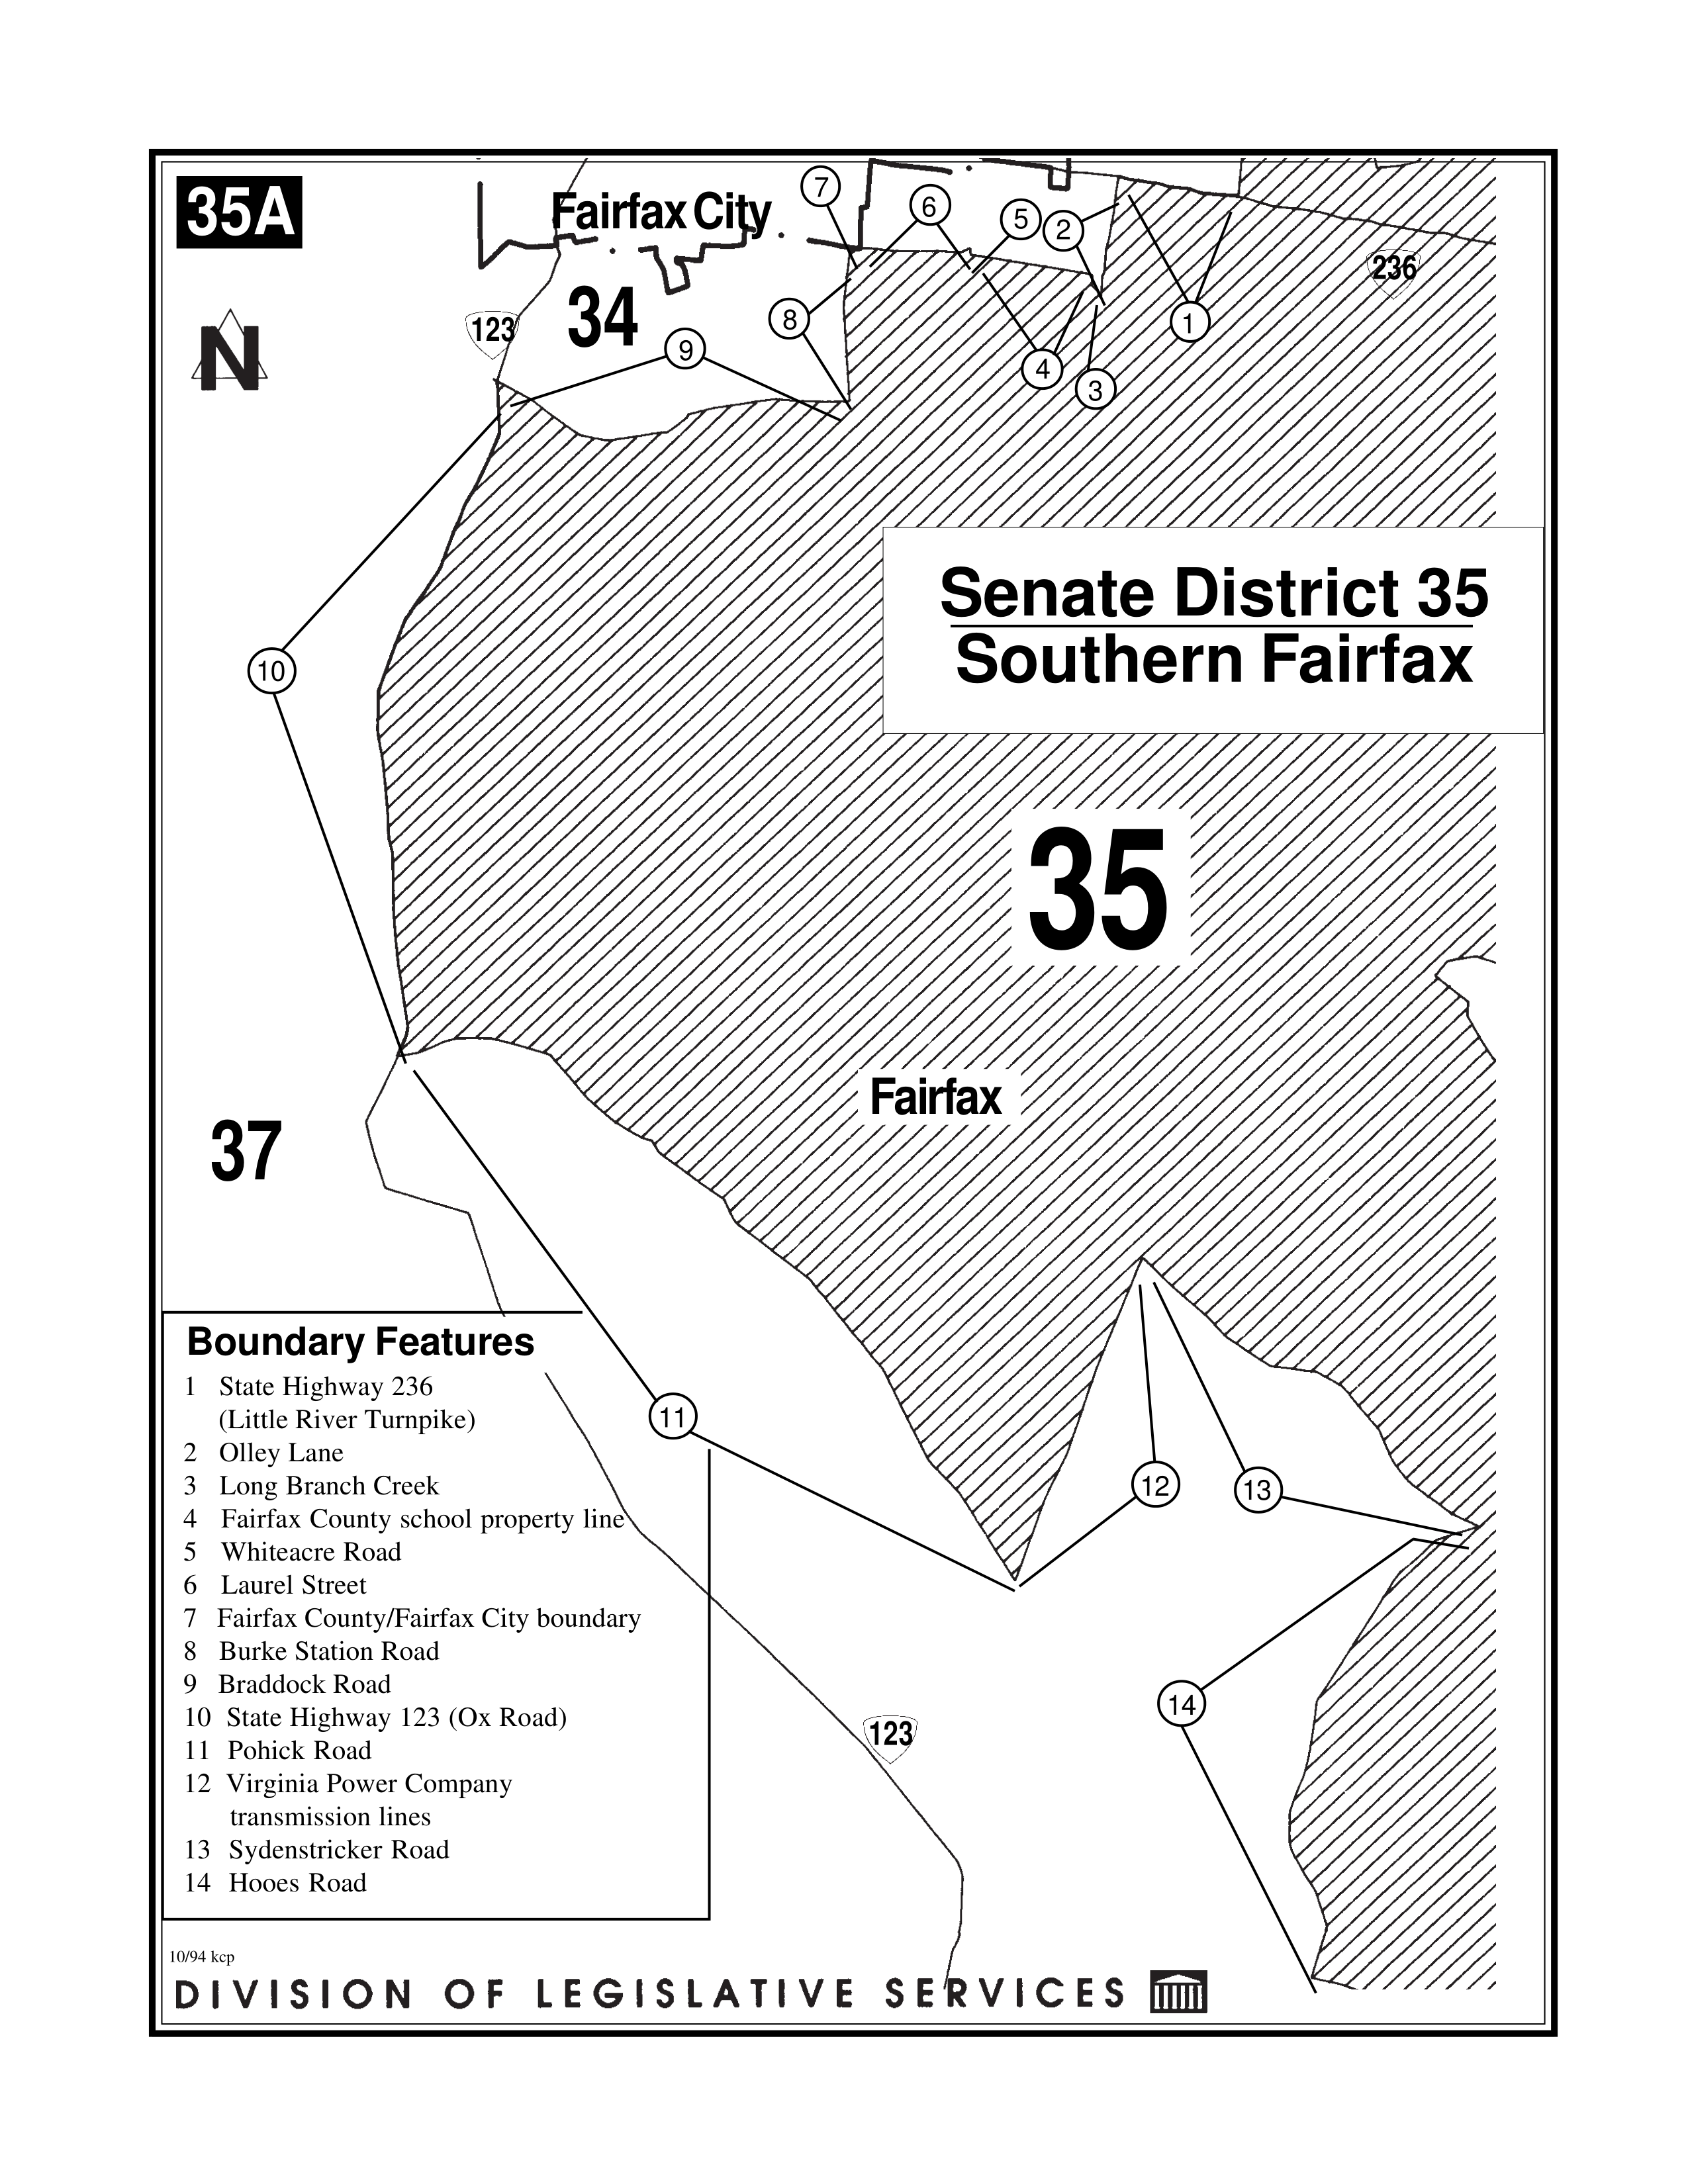 35A
Fairfax City
7
6
5
2
236
N
123
34
8
9
1
4
3
Senate District 35
Southern Fairfax
10
35
Fairfax
37
Boundary Features
1 State Highway 236
(Little River Turnpike)
2 Olley Lane
3 Long Branch Creek
4 Fairfax County school property line
5 Whiteacre Road
6 Laurel Street
7 Fairfax County/Fairfax City boundary
8 Burke Station Road
9 Braddock Road
10 State Highway 123 (Ox Road)
11 Pohick Road
12 Virginia Power Company
transmission lines
13 Sydenstricker Road
14 Hooes Road
11
12
13
14
123
10/94 kcp
DIVISION OF LEGISLATIVE SERVICES